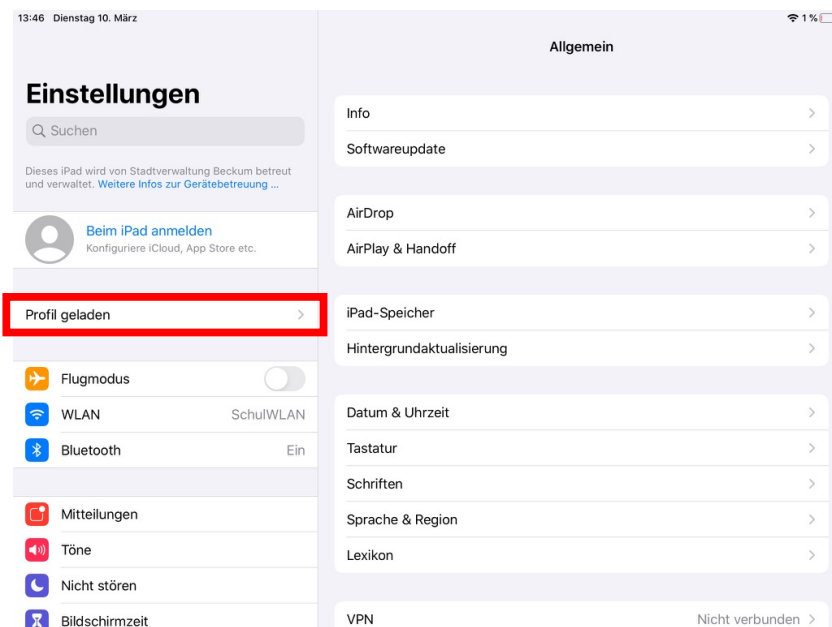 13:46 Dienstag 10. März
1 %
Einstellungen
Suchen
Dieses iPad wird von Stadtverwaltung Beckum betreut
und verwaltet. Weitere Infos zur Gerätebetreuung ...
Beim iPad anmelden
Konfiguriere iCloud, App Store etc.
Profil geladen
Flugmodus
WLAN SchulWLAN
Bluetooth Ein
Mitteilungen
Töne
Nicht stören
Bildschirmzeit
Allgemein
Info
Softwareupdate
AirDrop
AirPlay & Handoff
iPad-Speicher
Hintergrundaktualisierung
Datum & Uhrzeit
Tastatur
Schriften
Sprache & Region
Lexikon
VPN Nicht verbunden